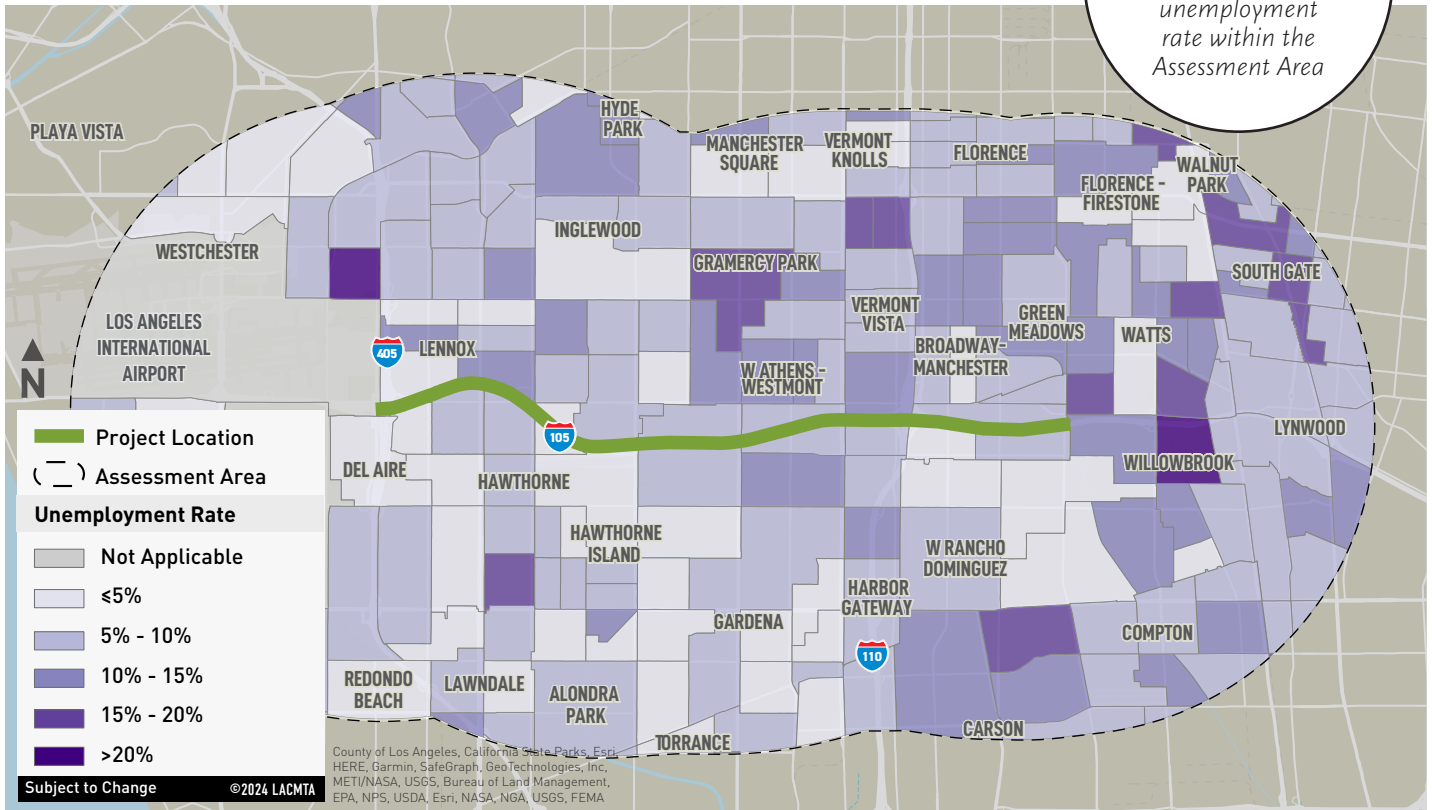 unemployment
rate within the
Assessment Area
PLAYA VISTA
HYDE
PARK
MANCHESTER
SQUARE
VERMONT
KNOLLS
FLORENCE
WALNUT
PARK
FLORENCE -
FIRESTONE
WESTCHESTER
INGLEWOOD
GRAMERCY PARK
SOUTH GATE
LOS ANGELES
INTERNATIONAL
AIRPORT
VERMONT
VISTA
GREEN
MEADOWS
WATTS
405
LENNOX
BROADWAY-
MANCHESTER
W ATHENS -
WESTMONT
N
105
LYNWOOD
DEL AIRE
HAWTHORNE
WILLOWBROOK
HAWTHORNE
ISLAND
W RANCHO
DOMINGUEZ
HARBOR
GATEWAY
GARDENA
COMPTON
110
REDONDO
BEACH
LAWNDALE
ALONDRA
PARK
CARSON
TORRANCE
Project Location
Assessment Area
Unemployment Rate
Not Applicable
≤5%
5% - 10%
10% - 15%
15% - 20%
>20%
Subject to Change ©2024 LACMTA
County of Los Angeles, California State Parks, Esri,
HERE, Garmin, SafeGraph, GeoTechnologies, Inc,
METI/NASA, USGS, Bureau of Land Management,
EPA, NPS, USDA, Esri, NASA, NGA, USGS, FEMA